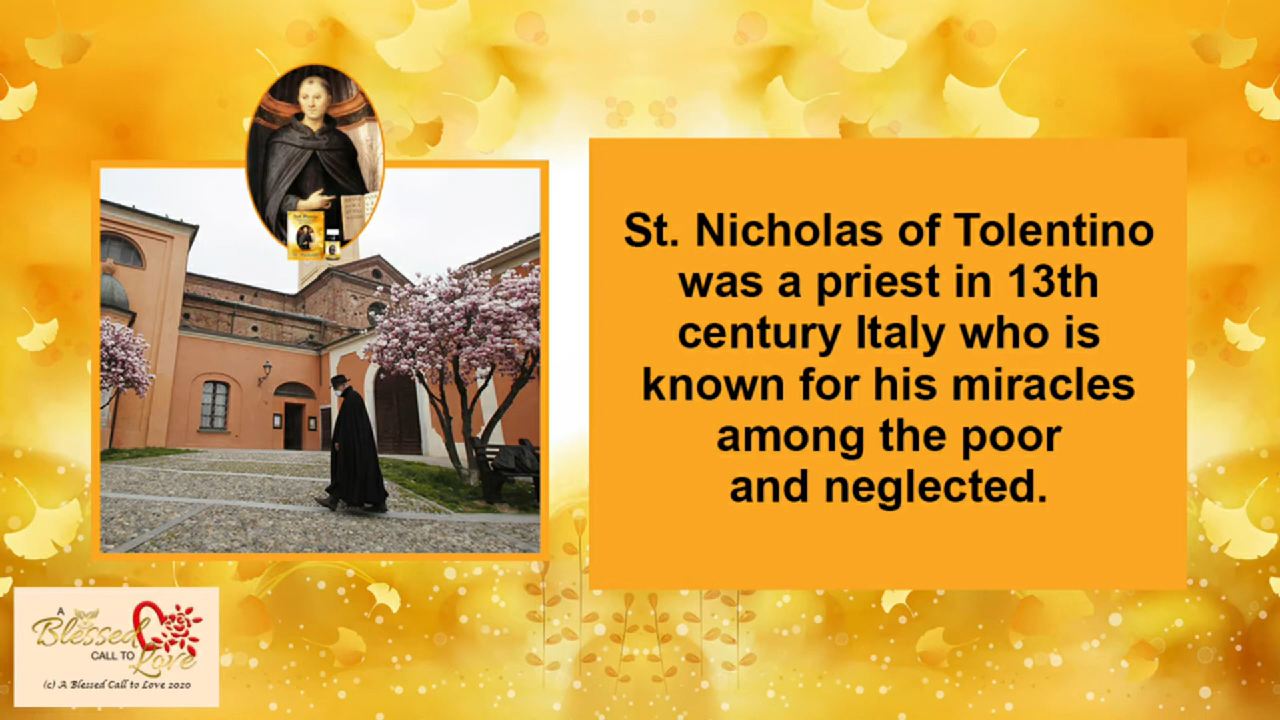 St. Nicholas of Tolentino
was a priest in 13th
century Italy who is
known for his miracles
among the poor
and neglected.
A
Blessed
CALL TO
Love
(c) A Blessed Call to Love 2020